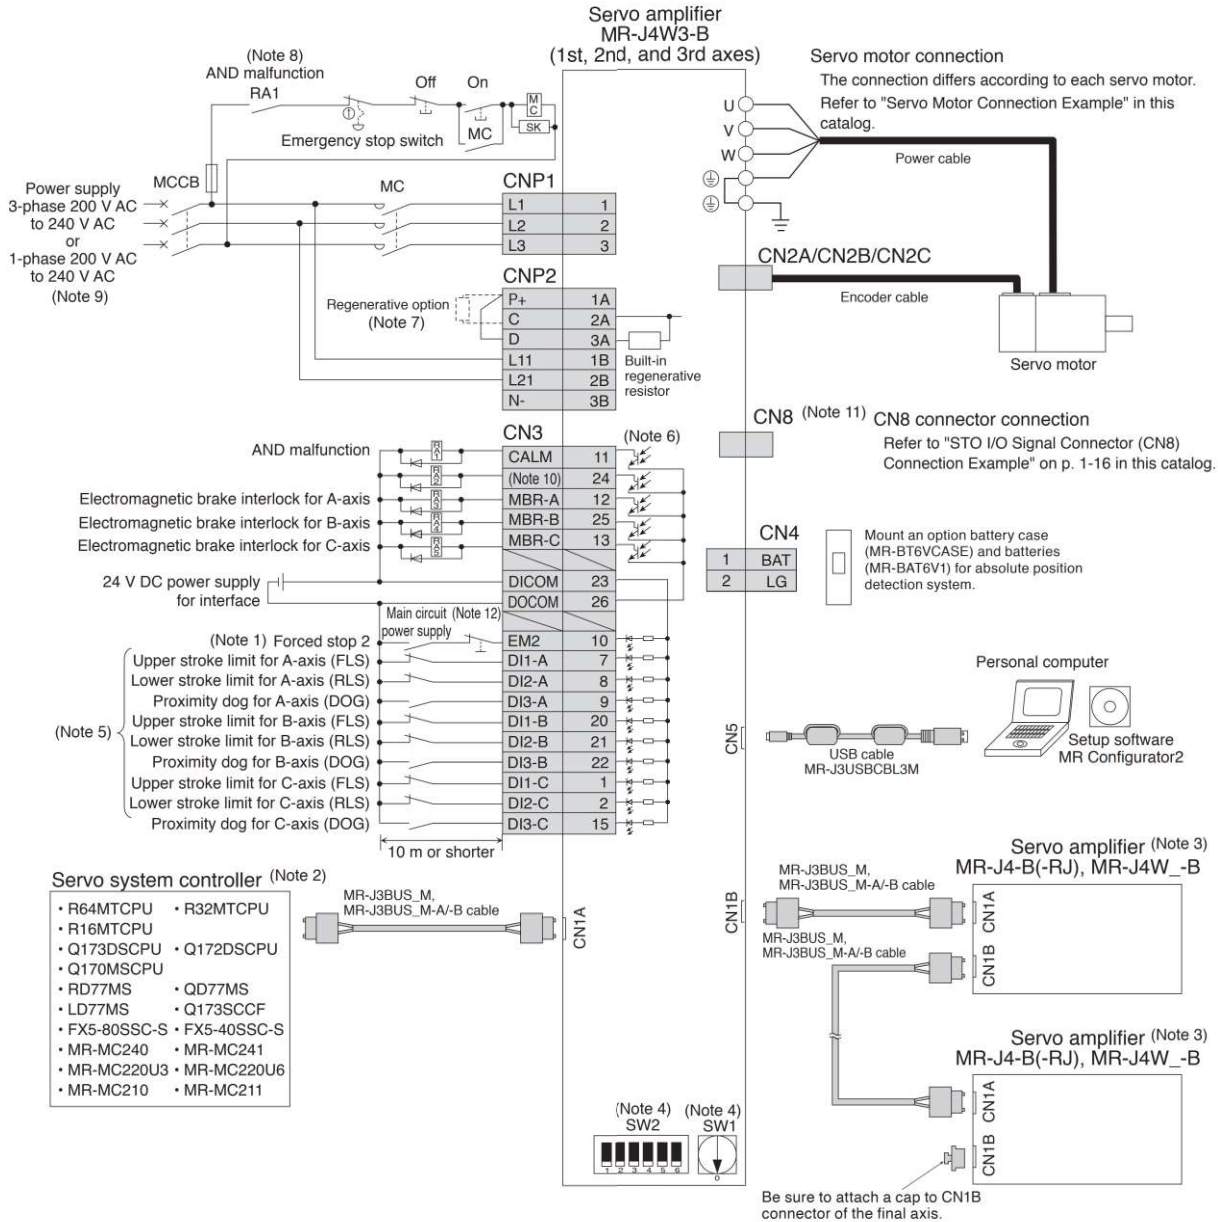 Servo amplifier
MR-J4W3-B
(1st, 2nd, and 3rd axes)
(Note 8)
AND malfunction
RA1
Off
On
M
C
SK
MC
Emergency stop switch
Servo motor connection
The connection differs according to each servo motor.
Refer to "Servo Motor Connection Example" in this
catalog.
U
V
W
Power cable
MCCB
MC
Power supply
3-phase 200 V AC
to 240 V AC
or
1-phase 200 V AC
to 240 V AC
(Note 9)
CNP1
L1 1
L2 2
L3 3
CN2A/CN2B/CN2C
Encoder cable
Servo motor
CNP2
Regenerative option
(Note 7)
P+ 1A
C 2A
D 3A
L11 1B
L21 2B
N- 3B
Built-in
regenerative
resistor
CN8 (Note 11)
CN8 connector connection
Refer to "STO I/O Signal Connector (CN8)
Connection Example" on p. 1-16 in this catalog.
CN3
(Note 6)
AND malfunction
RA1
CALM 11
RA2
(Note 10) 24
Electromagnetic brake interlock for A-axis
RA3
MBR-A 12
Electromagnetic brake interlock for B-axis
RA4
MBR-B 25
Electromagnetic brake interlock for C-axis
RA5
MBR-C 13
24 V DC power supply
for interface
DICOM 23
DOCOM 26
CN4
1 BAT
2 LG
Mount an option battery case
(MR-BT6VCASE) and batteries
(MR-BAT6V1) for absolute position
detection system.
Main circuit
power supply
(Note 12)
(Note 1) Forced stop 2
EM2 10
(Note 5)
Upper stroke limit for A-axis (FLS)
DI1-A 7
Lower stroke limit for A-axis (RLS)
DI2-A 8
Proximity dog for A-axis (DOG)
DI3-A 9
Upper stroke limit for B-axis (FLS)
DI1-B 20
Lower stroke limit for B-axis (RLS)
DI2-B 21
Proximity dog for B-axis (DOG)
DI3-B 22
Upper stroke limit for C-axis (FLS)
DI1-C 1
Lower stroke limit for C-axis (RLS)
DI2-C 2
Proximity dog for C-axis (DOG)
DI3-C 15
10 m or shorter
CN5
USB cable
MR-J3USBCBL3M
Personal computer
Setup software
MR Configurator2
Servo system controller (Note 2)
• R64MTCPU • R32MTCPU
• R16MTCPU
• Q173DSCPU • Q172DSCPU
• Q170MSCPU
• RD77MS • QD77MS
• LD77MS • Q173SCCF
• FX5-80SSC-S • FX5-40SSC-S
• MR-MC240 • MR-MC241
• MR-MC220U3 • MR-MC220U6
• MR-MC210 • MR-MC211
MR-J3BUS_M,
MR-J3BUS_M-A/-B cable
CN1A
CN1B
MR-J3BUS_M,
MR-J3BUS_M-A/-B cable
MR-J3BUS_M,
MR-J3BUS_M-A/-B cable
Servo amplifier (Note 3)
MR-J4-B(-RJ), MR-J4W_-B
CN1A
CN1B
Servo amplifier (Note 3)
MR-J4-B(-RJ), MR-J4W_-B
CN1A
CN1B
(Note 4)
SW2
1 2 3 4 5 6
(Note 4)
SW1
0
Be sure to attach a cap to CN1B
connector of the final axis.